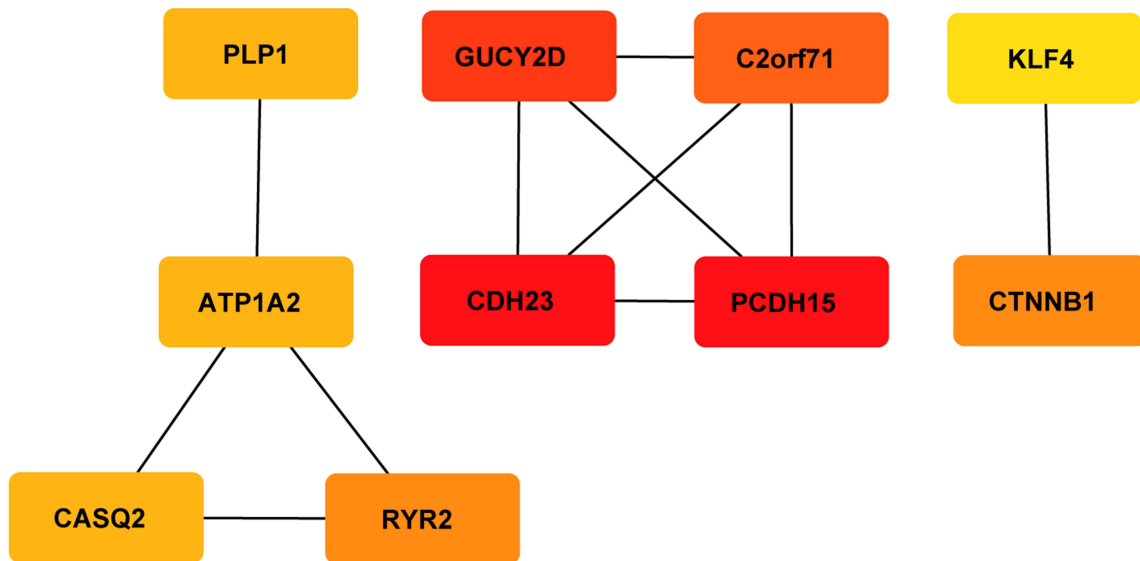 PLP1
GUCY2D
C2orf71
KLF4
ATP1A2
CDH23
PCDH15
CTNNB1
CASQ2
RYR2